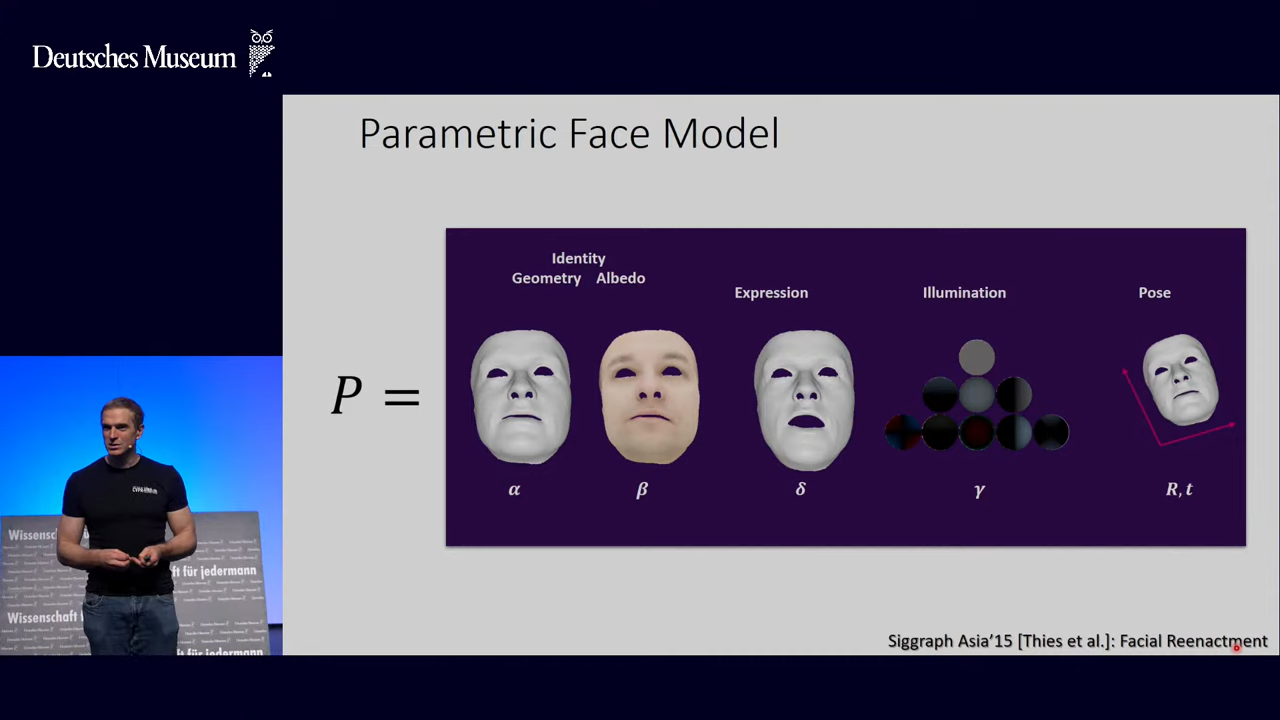 Deutsches Museum
Parametric Face Model
Identity
Geometry Albedo
Expression
Illumination
Pose
P =
α
β
δ
γ
R, t
Siggraph Asia'15 [Thies et al.]: Facial Reenactment
Wissensch
ft für jedermann
Wissenschaft f
ft für jedermann